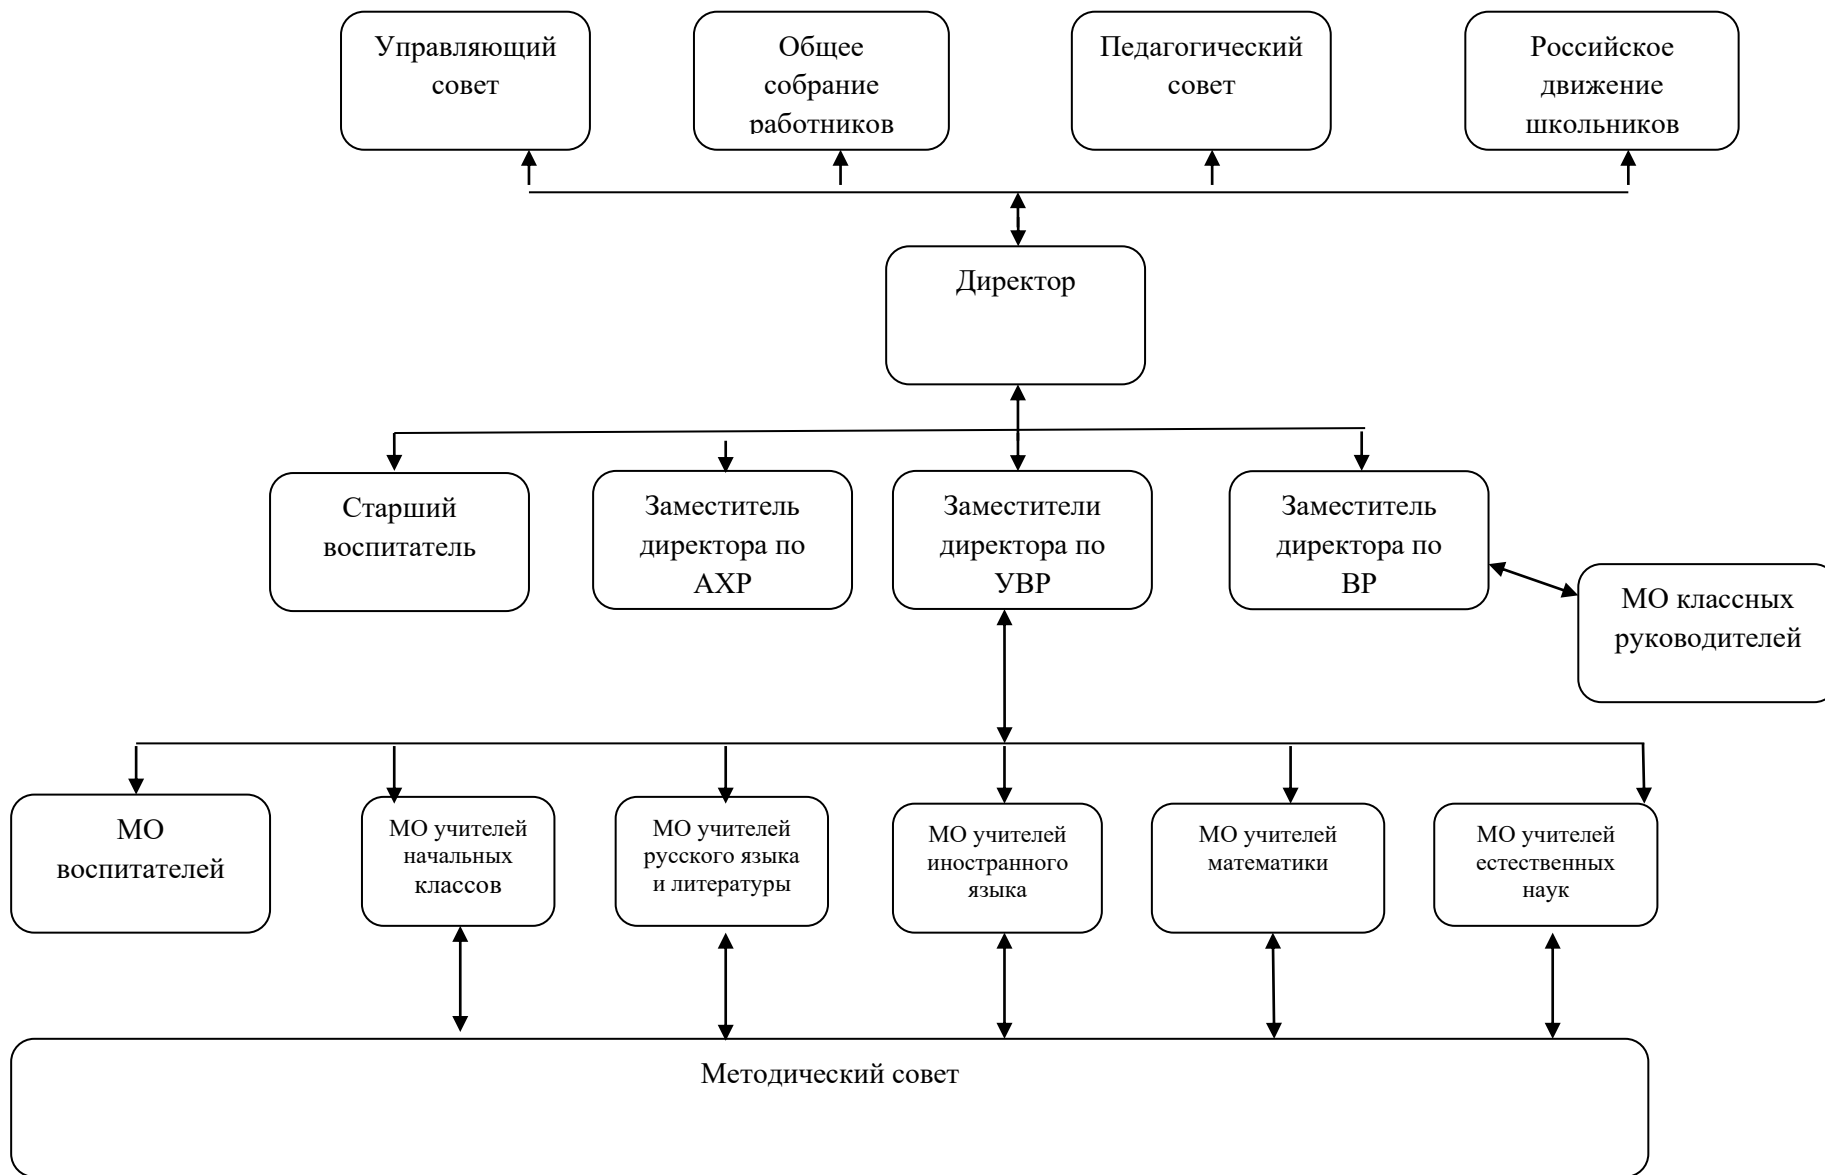 Управляющий
совет
Общее
собрание
работников
Педагогический
совет
Российское
движение
школьников
Директор
Старший
воспитатель
Заместитель
директора по
АХР
Заместители
директора по
УВР
Заместитель
директора по
ВР
МО классных
руководителей
МО
воспитателей
МО учителей
начальных
классов
МО учителей
русского языка
и литературы
МО учителей
иностранного
языка
МО учителей
математики
МО учителей
естественных
наук
Методический совет